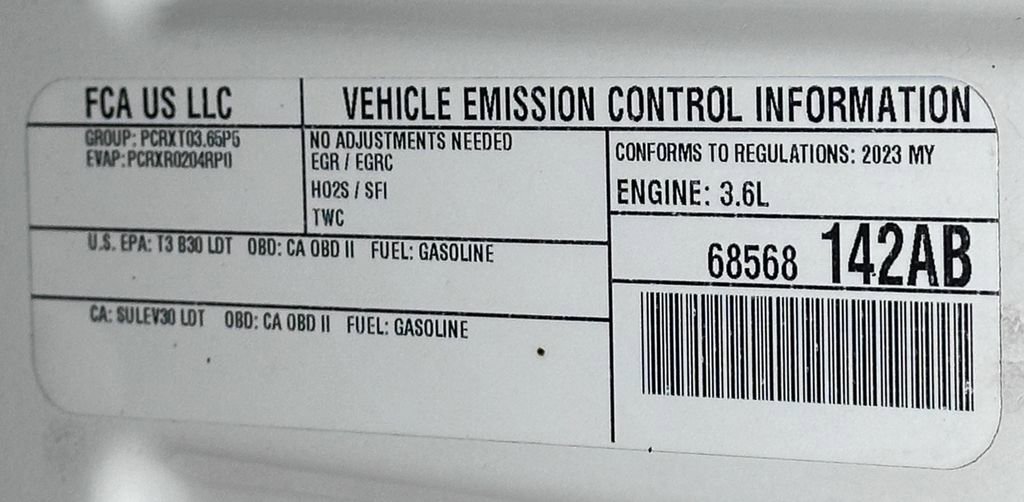 FCA US LLC
VEHICLE EMISSION CONTROL INFORMATION
GROUP: PCRXT03.65P5
EVAP: PCRXR0204RP0
NO ADJUSTMENTS NEEDED
EGR / EGRC
HO2S / SFI
TWC
CONFORMS TO REGULATIONS: 2023 MY
ENGINE: 3.6L
U.S. EPA: T3 B30 LDT OBD: CA OBD II FUEL: GASOLINE
68568 142AB
CA: SULEV30 LDT OBD: CA OBD II FUEL: GASOLINE